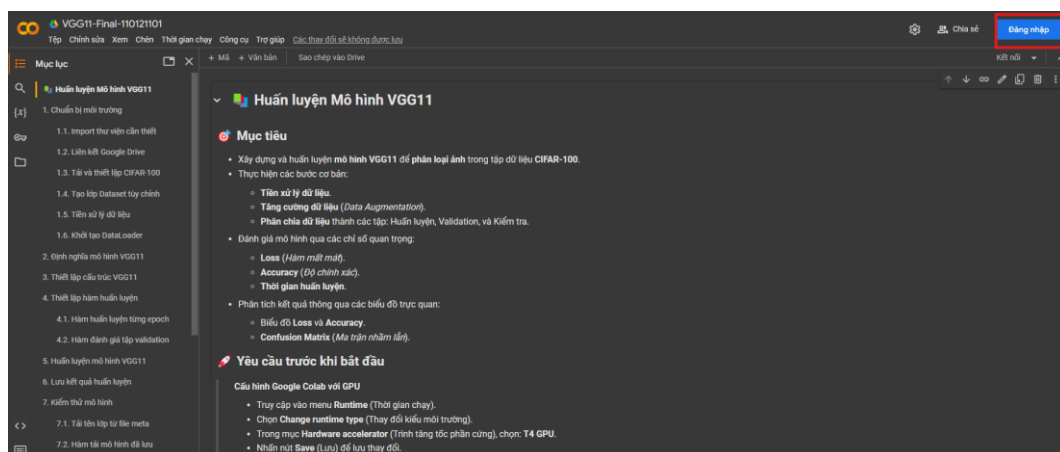 VGG11-Final-110121101
Tệp Chỉnh sửa Xem Chèn Thời gian chạy Công cụ Trợ giúp Các thay đổi sẽ không được lưu
Chia sẻ
Đăng nhập
Mục lục
+ Mã + Văn bản Sao chép vào Drive
Kết nối
Huấn luyện Mô hình VGG11
1. Chuẩn bị môi trường
1.1. Import thư viện cần thiết
1.2. Liên kết Google Drive
1.3. Tải và thiết lập CIFAR-100
1.4. Tạo lớp Dataset tùy chỉnh
1.5. Tiền xử lý dữ liệu
1.6. Khởi tạo DataLoader
2. Định nghĩa mô hình VGG11
3. Thiết lập cấu trúc VGG11
4. Thiết lập hàm huấn luyện
4.1. Hàm huấn luyện từng epoch
4.2. Hàm đánh giá tập validation
5. Huấn luyện mô hình VGG11
6. Lưu kết quả huấn luyện
7. Kiểm thử mô hình
7.1. Tải tên lớp từ file meta
7.2. Hàm tải mô hình đã lưu
Huấn luyện Mô hình VGG11
Mục tiêu
• Xây dựng và huấn luyện mô hình VGG11 để phân loại ảnh trong tập dữ liệu CIFAR-100.
• Thực hiện các bước cơ bản:
◦ Tiền xử lý dữ liệu.
◦ Tăng cường dữ liệu (Data Augmentation).
◦ Phân chia dữ liệu thành các tập: Huấn luyện, Validation, và Kiểm tra.
• Đánh giá mô hình qua các chỉ số quan trọng:
◦ Loss (Hàm mất mát).
◦ Accuracy (Độ chính xác).
◦ Thời gian huấn luyện.
• Phân tích kết quả thông qua các biểu đồ trực quan:
◦ Biểu đồ Loss và Accuracy.
◦ Confusion Matrix (Ma trận nhầm lẫn).
Yêu cầu trước khi bắt đầu
Cấu hình Google Colab với GPU
• Truy cập vào menu Runtime (Thời gian chạy).
• Chọn Change runtime type (Thay đổi kiểu môi trường).
• Trong mục Hardware accelerator (Trình tăng tốc phần cứng), chọn: T4 GPU.
• Nhấn nút Save (Lưu) để lưu thay đổi.